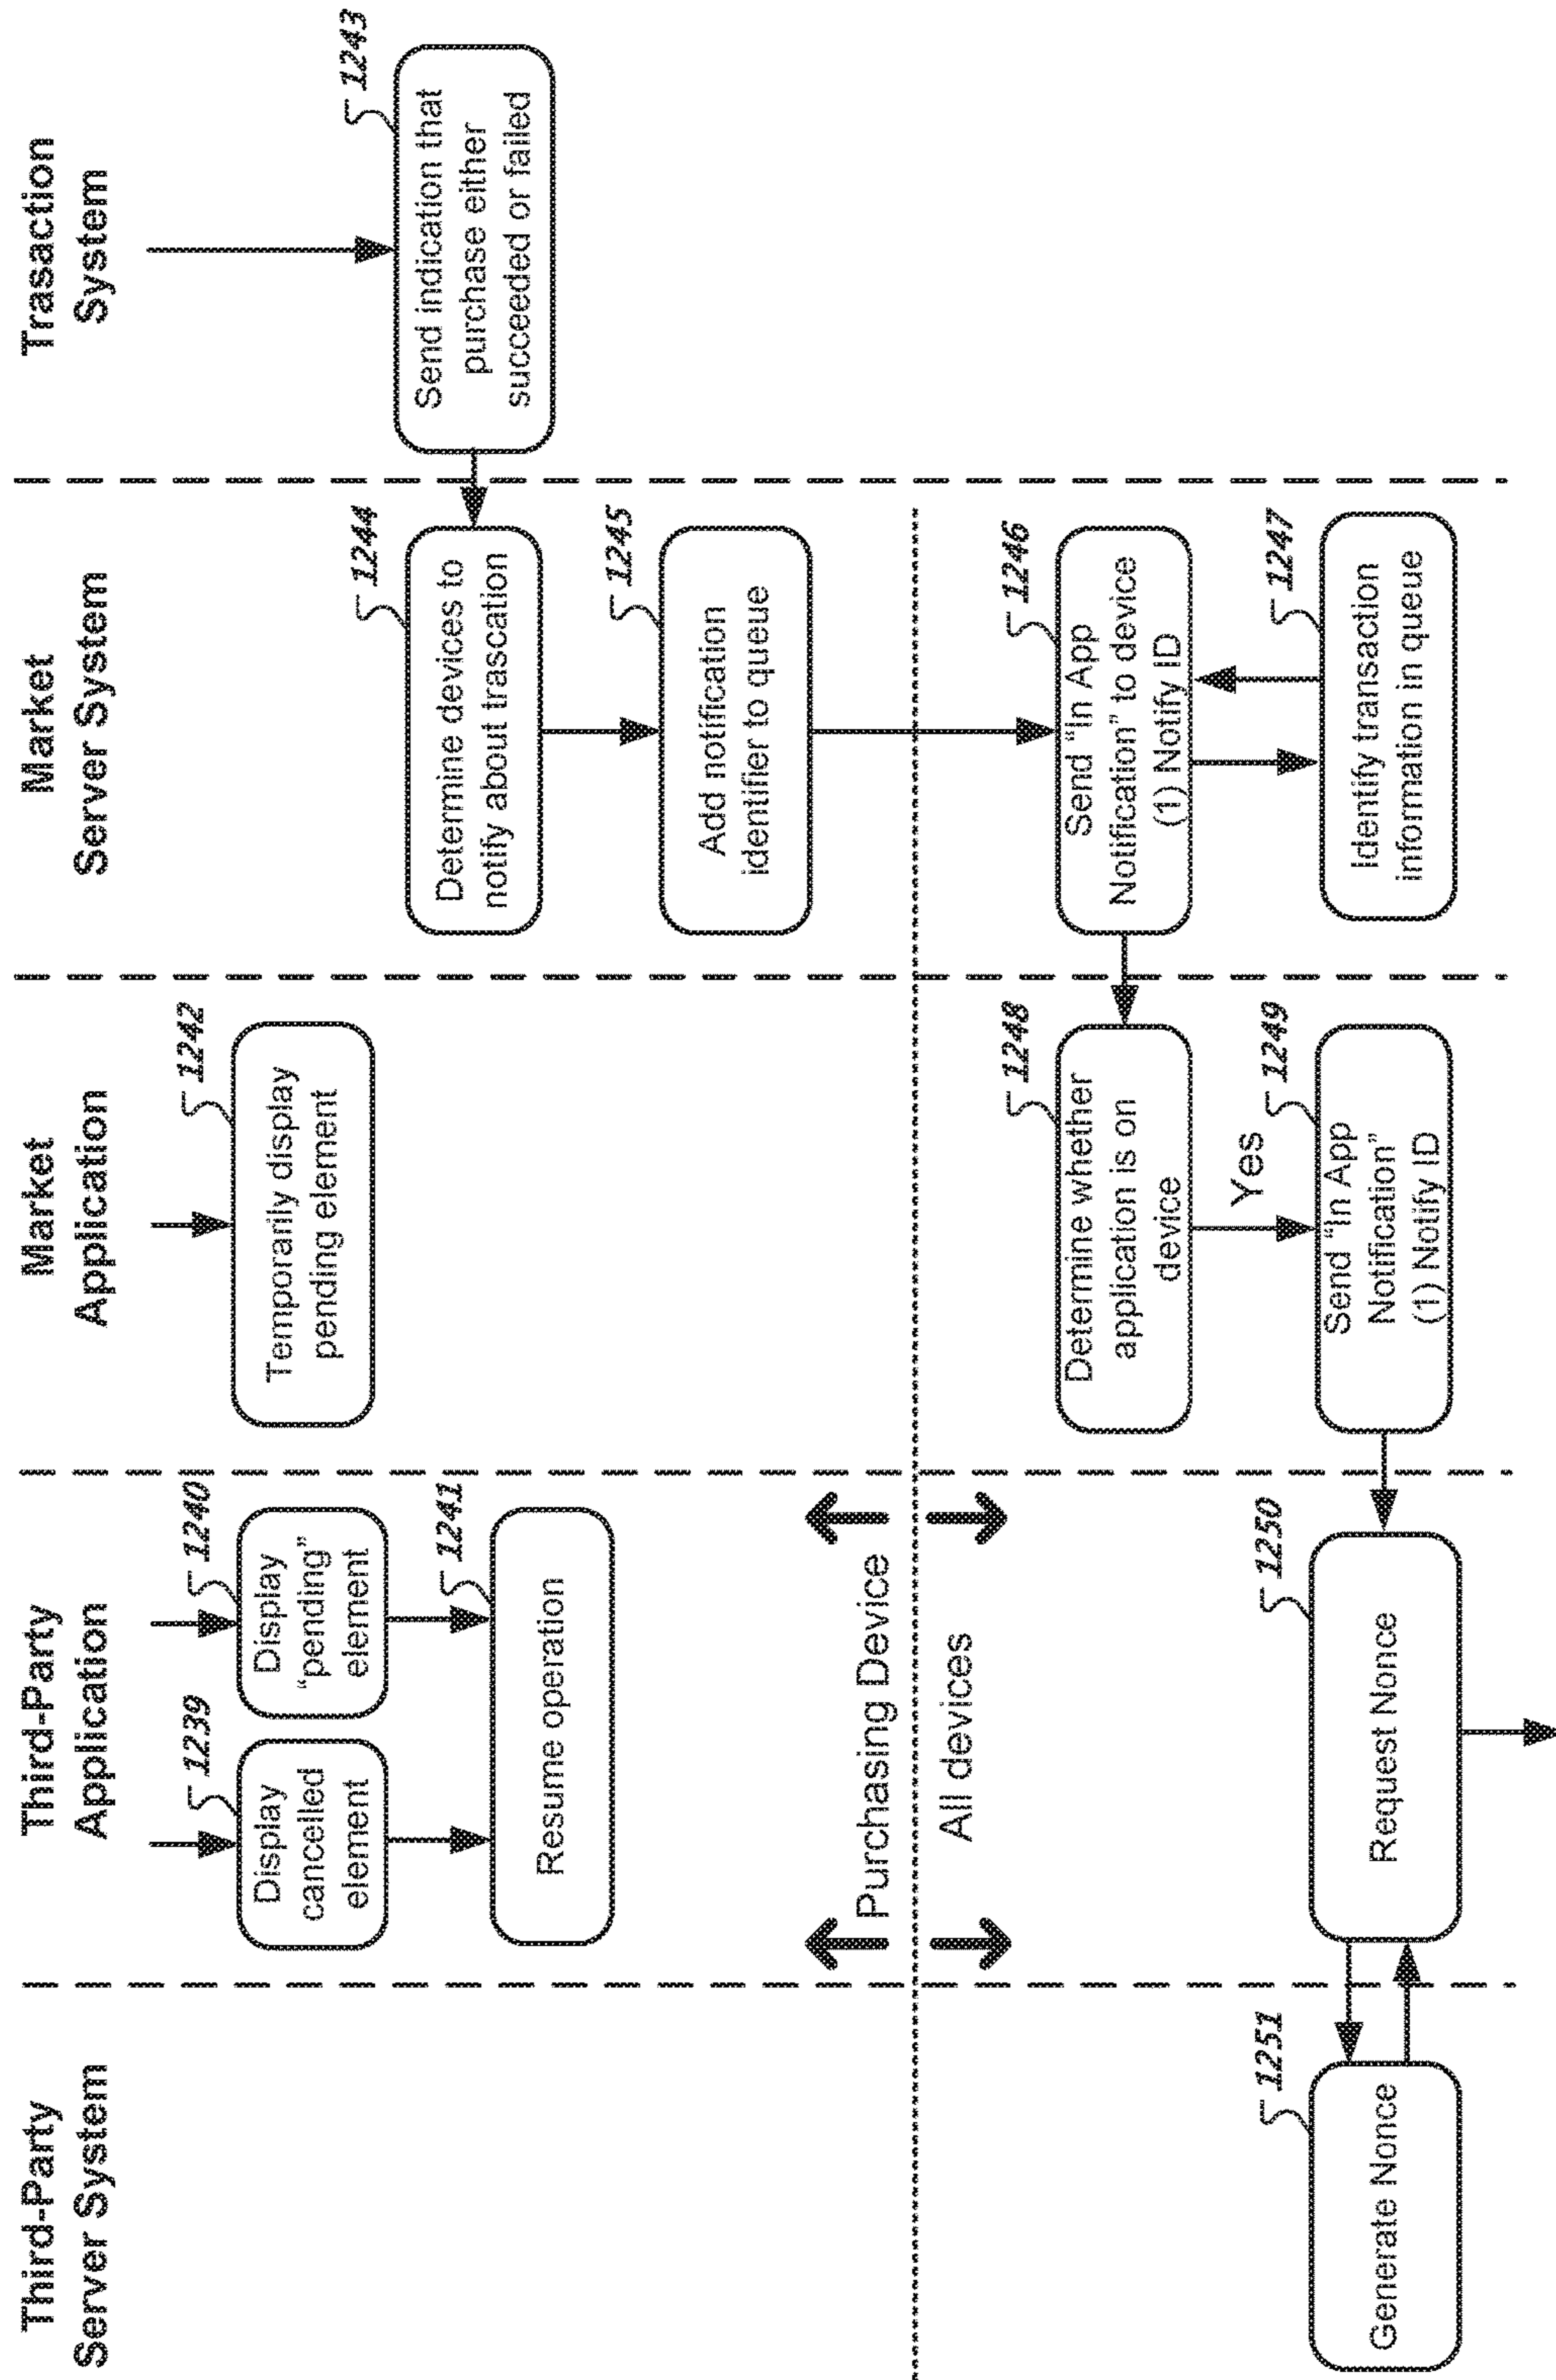 Third-Party
Server System
Third-Party
Application
Market
Application
Market
Server System
Trasaction
System
1239
Display
cancelled
element
1240
Display
“pending”
element
1241
Resume operation
1242
Temporarily display
pending element
1243
Send indication that
purchase either
succeeded or failed
1244
Determine devices to
notify about trascation
1245
Add notification
identifier to queue
Purchasing Device
All devices
1246
Send “In App
Notification” to device
(1) Notify ID
1247
Identify transaction
information in queue
1248
Determine whether
application is on
device
Yes
1249
Send “In App
Notification”
(1) Notify ID
1250
Request Nonce
1251
Generate Nonce